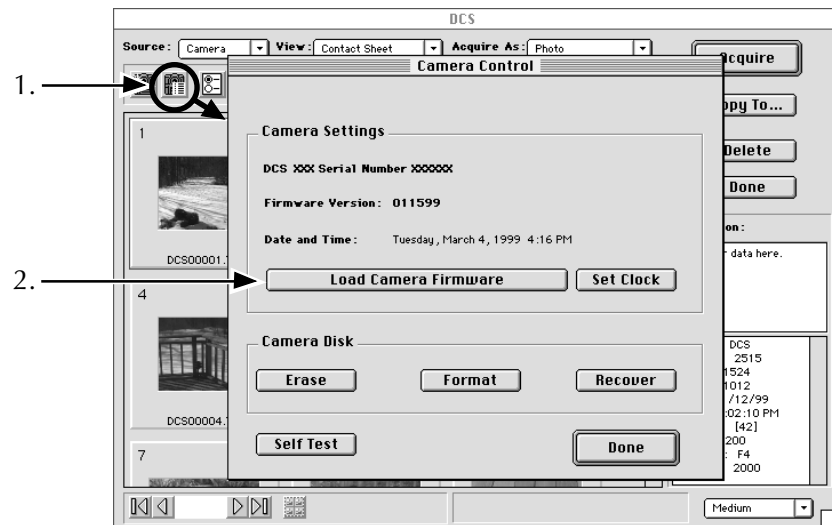 DCS
Source: Camera View: Contact Sheet Acquire As: Photo
Acquire
Camera Control
1.
opy To...
1
Camera Settings
Delete
DCS XXX Serial Number XXXXXX
Done
Firmware Version: 011599
on:
Date and Time: Tuesday, March 4, 1999 4:16 PM
data here.
DCS00001.
2.
Load Camera Firmware Set Clock
4
Camera Disk
DCS
2515
1524
Erase Format Recover
1012
/12/99
:02:10 PM
DCS00004.
[42]
Self Test Done
200
7
: F4
2000
Medium